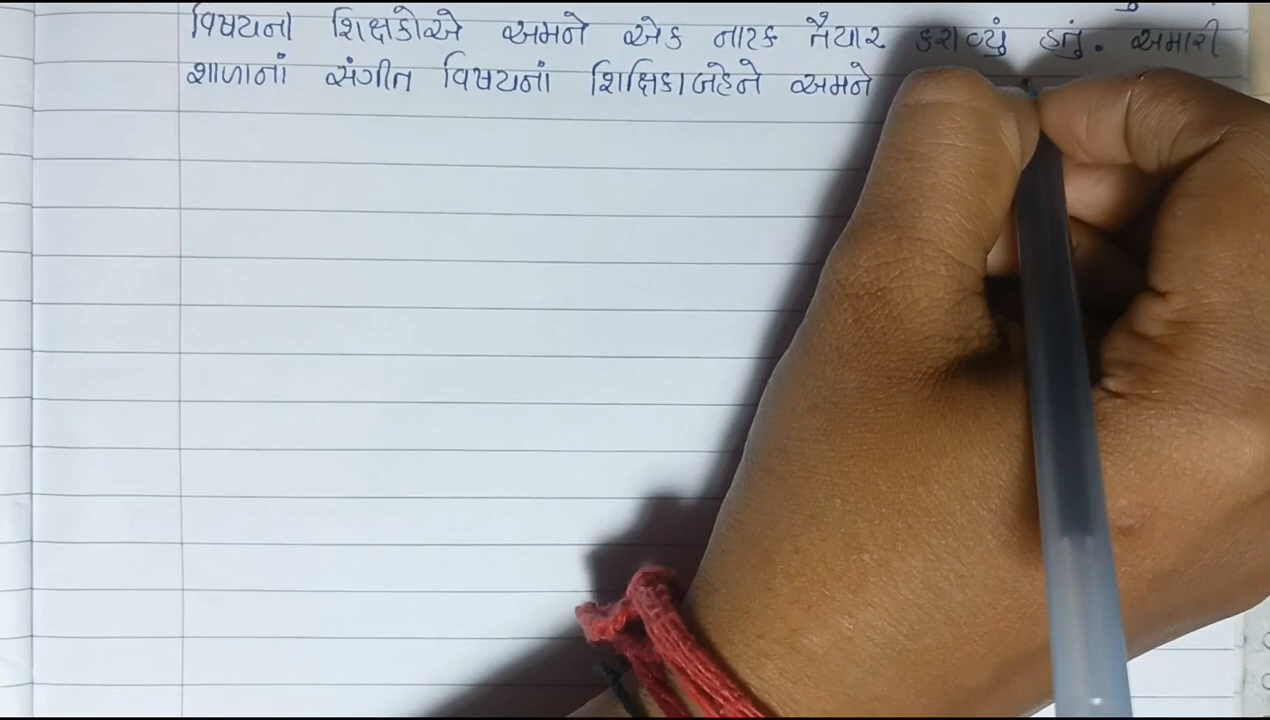 વિષયના શિક્ષકોએ અમને એક નાટક તૈયાર કરાવ્યું હતું. અમારી
શાળાનાં સંગીત વિષયનાં શિક્ષિકાબહેને અમને